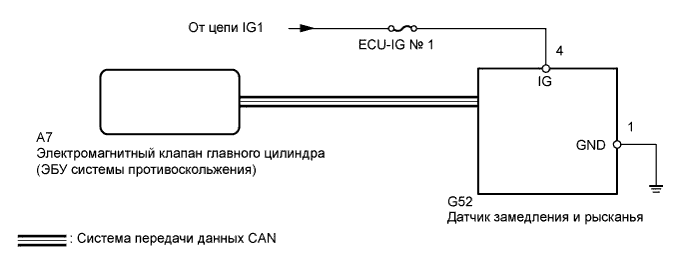 От цепи IG1
ECU-IG № 1
4
IG
1
GND
A7
Электромагнитный клапан главного цилиндра
(ЭБУ системы противоскольжения)
G52
Датчик замедления и рысканья
: Система передачи данных CAN